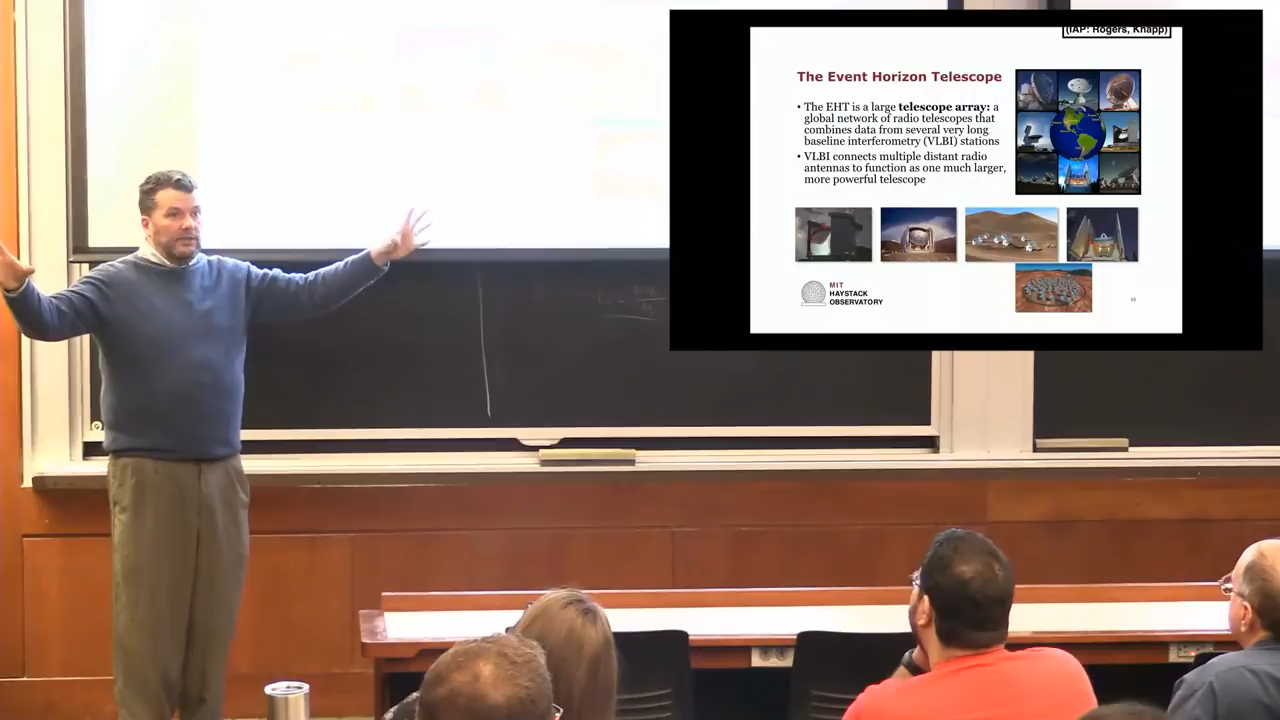 (IAP: Rogers, Knapp)
The Event Horizon Telescope
• The EHT is a large telescope array: a
global network of radio telescopes that
combines data from several very long
baseline interferometry (VLBI) stations
• VLBI connects multiple distant radio
antennas to function as one much larger,
more powerful telescope
MIT
HAYSTACK
OBSERVATORY